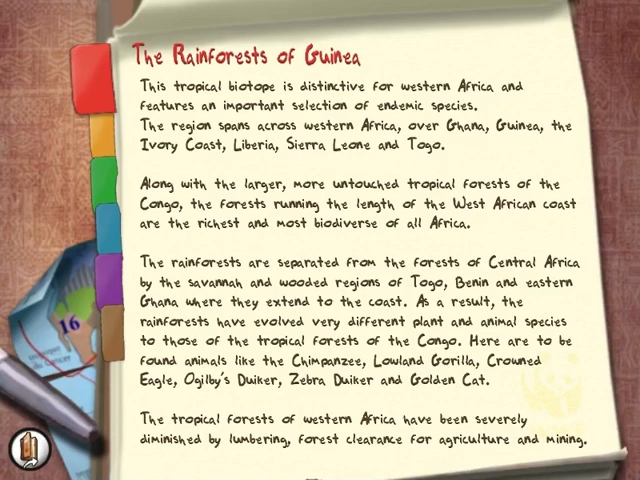 The Rainforests of Guinea
This tropical biotope is distinctive for western Africa and
features an important selection of endemic species.
The region spans across western Africa, over Ghana, Guinea, the
Ivory Coast, Liberia, Sierra Leone and Togo.
Along with the larger, more untouched tropical forests of the
Congo, the forests running the length of the West African coast
are the richest and most biodiverse of all Africa.
The rainforests are separated from the forests of Central Africa
by the savannah and wooded regions of Togo, Benin and eastern
Ghana where they extend to the coast. As a result, the
rainforests have evolved very different plant and animal species
to those of the tropical forests of the Congo. Here are to be
found animals like the Chimpanzee, Lowland Gorilla, Crowned
Eagle, Ogilby's Duiker, Zebra Duiker and Golden Cat.
The tropical forests of western Africa have been severely
diminished by lumbering, forest clearance for agriculture and mining.
16